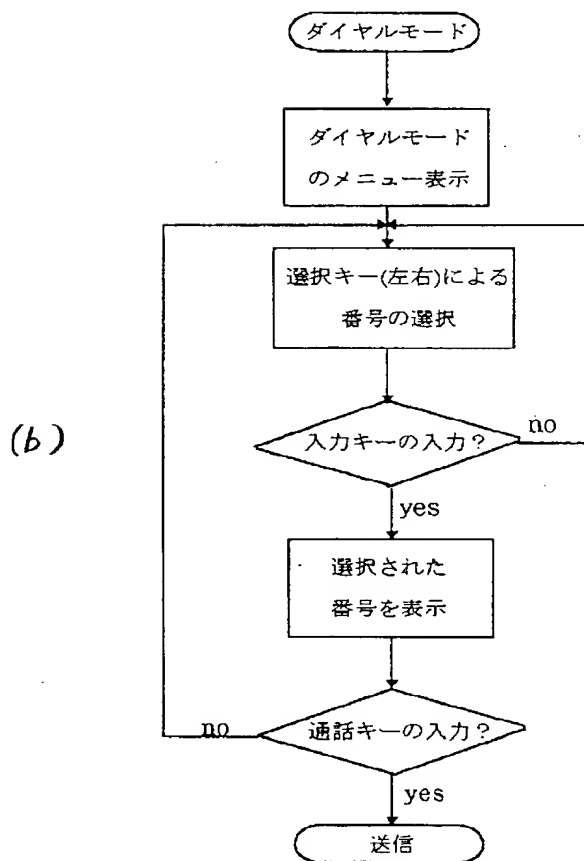 ダイヤルモード
ダイヤルモード
のメニュー表示
選択キー(左右)による
番号の選択
(b)
入力キーの入力?
no
yes
選択された
番号を表示
no
通話キーの入力?
yes
送信